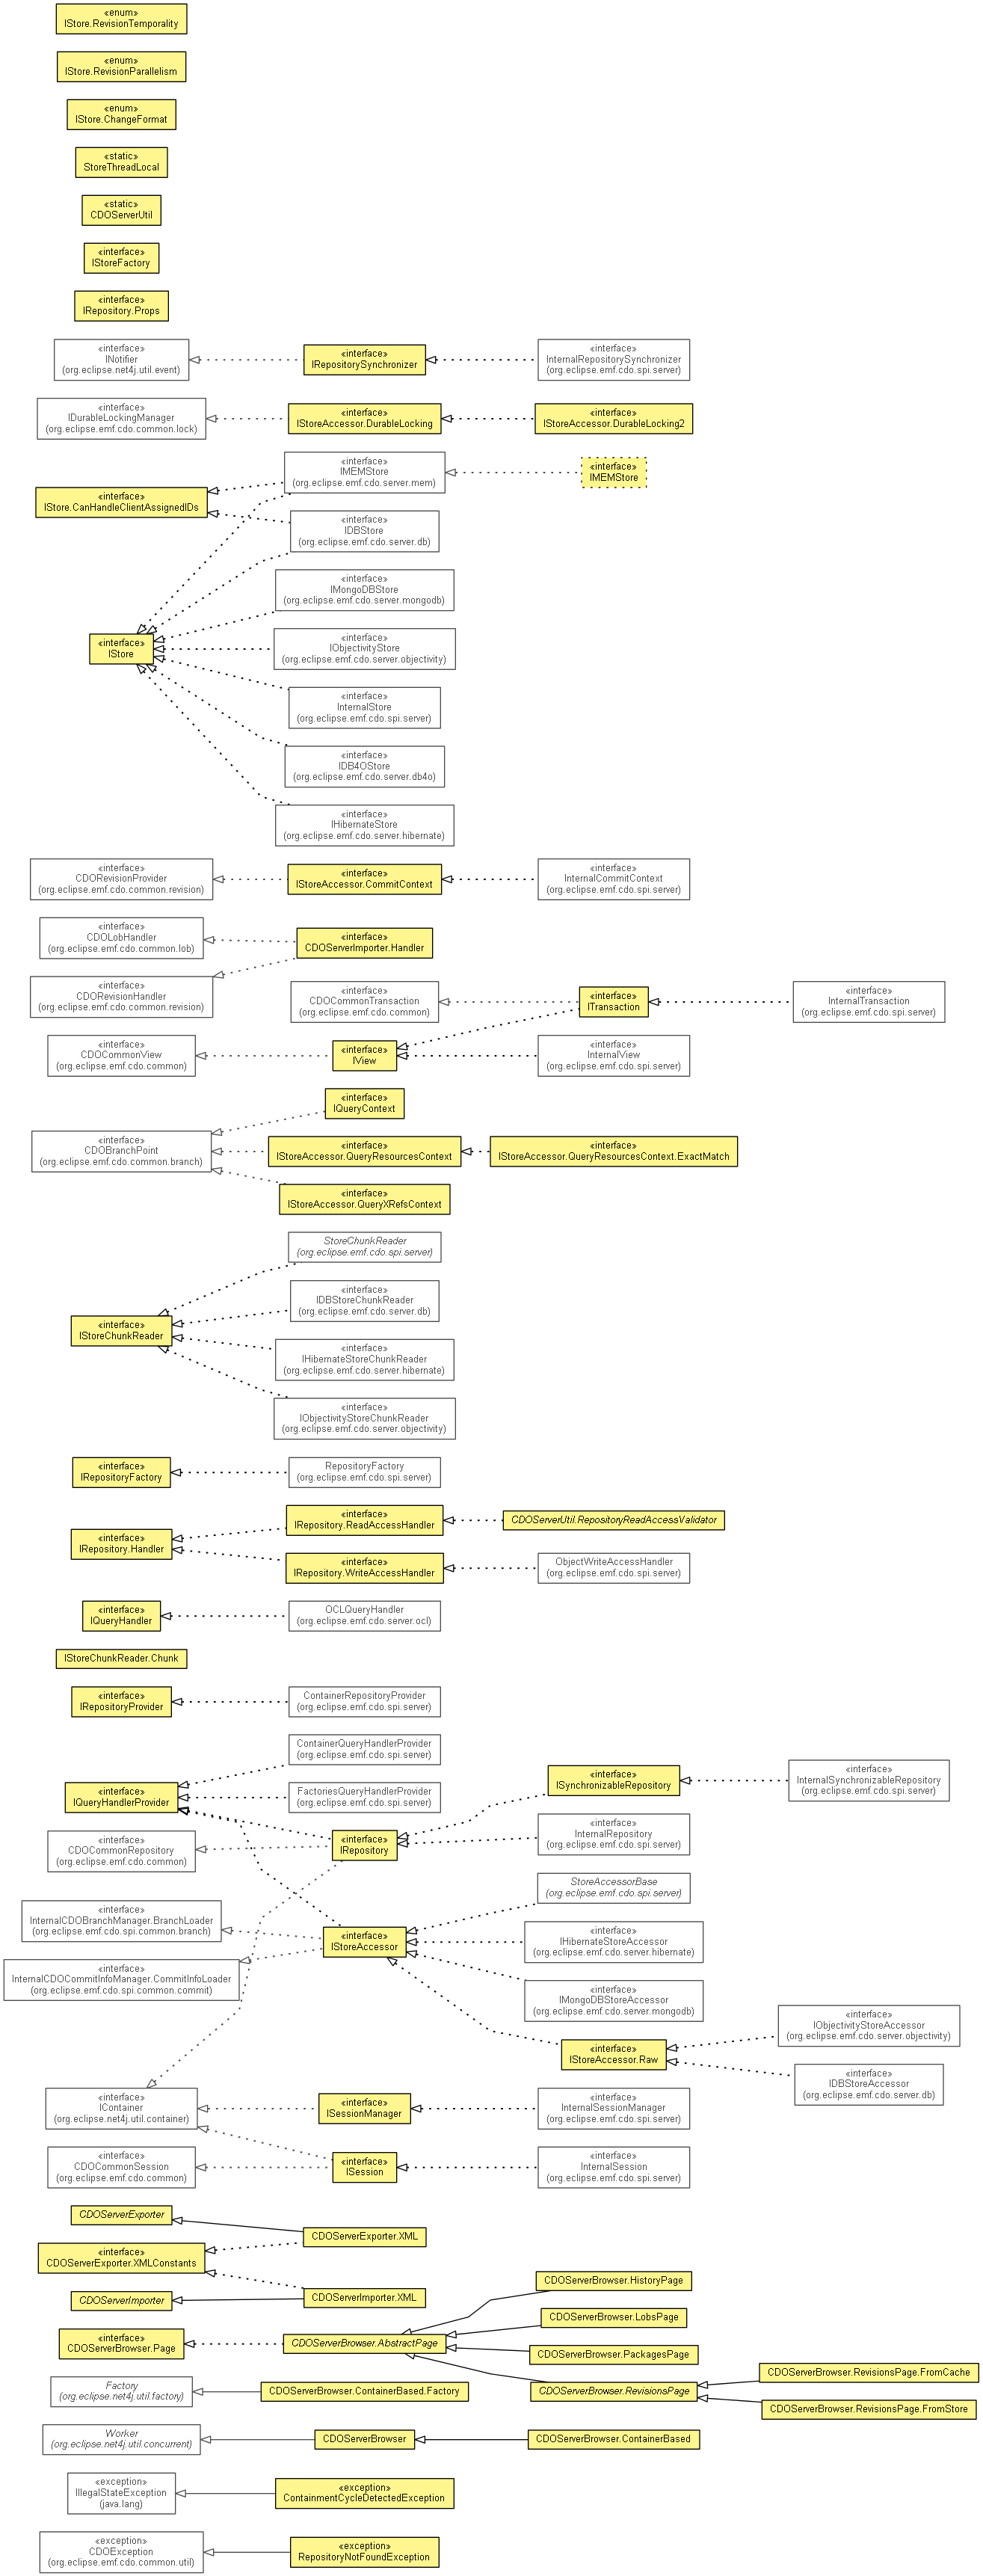 «enum»
IStore.RevisionTemporality
«enum»
IStore.RevisionParallelism
«enum»
IStore.ChangeFormat
«static»
StoreThreadLocal
«static»
CDOServerUtil
«interface»
IStoreFactory
«interface»
IRepository.Props
«interface»
INotifier
(org.eclipse.net4j.util.event)
«interface»
IRepositorySynchronizer
«interface»
InternalRepositorySynchronizer
(org.eclipse.emf.cdo.spi.server)
«interface»
IDurableLockingManager
(org.eclipse.emf.cdo.common.lock)
«interface»
IStoreAccessor.DurableLocking
«interface»
IStoreAccessor.DurableLocking2
«interface»
IMEMStore
(org.eclipse.emf.cdo.server.mem)
«interface»
IMEMStore
«interface»
IStore.CanHandleClientAssignedIDs
«interface»
IDBStore
(org.eclipse.emf.cdo.server.db)
«interface»
IMongoDBStore
(org.eclipse.emf.cdo.server.mongodb)
«interface»
IStore
«interface»
IObjectivityStore
(org.eclipse.emf.cdo.server.objectivity)
«interface»
InternalStore
(org.eclipse.emf.cdo.spi.server)
«interface»
IDB4OStore
(org.eclipse.emf.cdo.server.db4o)
«interface»
IHibernateStore
(org.eclipse.emf.cdo.server.hibernate)
«interface»
CDORevisionProvider
(org.eclipse.emf.cdo.common.revision)
«interface»
IStoreAccessor.CommitContext
«interface»
InternalCommitContext
(org.eclipse.emf.cdo.spi.server)
«interface»
CDOLobHandler
(org.eclipse.emf.cdo.common.lob)
«interface»
CDOServerImporter.Handler
«interface»
CDORevisionHandler
(org.eclipse.emf.cdo.common.revision)
«interface»
CDOCommonTransaction
(org.eclipse.emf.cdo.common)
«interface»
ITransaction
«interface»
InternalTransaction
(org.eclipse.emf.cdo.spi.server)
«interface»
CDOCommonView
(org.eclipse.emf.cdo.common)
«interface»
IView
«interface»
InternalView
(org.eclipse.emf.cdo.spi.server)
«interface»
IQueryContext
«interface»
CDOBranchPoint
(org.eclipse.emf.cdo.common.branch)
«interface»
IStoreAccessor.QueryResourcesContext
«interface»
IStoreAccessor.QueryResourcesContext.ExactMatch
«interface»
IStoreAccessor.QueryXRefsContext
StoreChunkReader
(org.eclipse.emf.cdo.spi.server)
«interface»
IDBStoreChunkReader
(org.eclipse.emf.cdo.server.db)
«interface»
IStoreChunkReader
«interface»
IHibernateStoreChunkReader
(org.eclipse.emf.cdo.server.hibernate)
«interface»
IObjectivityStoreChunkReader
(org.eclipse.emf.cdo.server.objectivity)
«interface»
IRepositoryFactory
RepositoryFactory
(org.eclipse.emf.cdo.spi.server)
«interface»
IRepository.Handler
«interface»
IRepository.ReadAccessHandler
CDOServerUtil.RepositoryReadAccessValidator
«interface»
IRepository.WriteAccessHandler
ObjectWriteAccessHandler
(org.eclipse.emf.cdo.spi.server)
«interface»
IQueryHandler
OCLQueryHandler
(org.eclipse.emf.cdo.server.ocl)
IStoreChunkReader.Chunk
«interface»
IRepositoryProvider
ContainerRepositoryProvider
(org.eclipse.emf.cdo.spi.server)
ContainerQueryHandlerProvider
(org.eclipse.emf.cdo.spi.server)
«interface»
IQueryHandlerProvider
FactoriesQueryHandlerProvider
(org.eclipse.emf.cdo.spi.server)
«interface»
ISynchronizableRepository
«interface»
InternalSynchronizableRepository
(org.eclipse.emf.cdo.spi.server)
«interface»
CDOCommonRepository
(org.eclipse.emf.cdo.common)
«interface»
IRepository
«interface»
InternalRepository
(org.eclipse.emf.cdo.spi.server)
StoreAccessorBase
(org.eclipse.emf.cdo.spi.server)
«interface»
InternalCDOBranchManager.BranchLoader
(org.eclipse.emf.cdo.spi.common.branch)
«interface»
IStoreAccessor
«interface»
IHibernateStoreAccessor
(org.eclipse.emf.cdo.server.hibernate)
«interface»
InternalCDOCommitInfoManager.CommitInfoLoader
(org.eclipse.emf.cdo.spi.common.commit)
«interface»
IMongoDBStoreAccessor
(org.eclipse.emf.cdo.server.mongodb)
«interface»
IStoreAccessor.Raw
«interface»
IObjectivityStoreAccessor
(org.eclipse.emf.cdo.server.objectivity)
«interface»
IDBStoreAccessor
(org.eclipse.emf.cdo.server.db)
«interface»
IContainer
(org.eclipse.net4j.util.container)
«interface»
ISessionManager
«interface»
InternalSessionManager
(org.eclipse.emf.cdo.spi.server)
«interface»
CDOCommonSession
(org.eclipse.emf.cdo.common)
«interface»
ISession
«interface»
InternalSession
(org.eclipse.emf.cdo.spi.server)
CDOServerExporter
CDOServerExporter.XML
«interface»
CDOServerExporter.XMLConstants
CDOServerImporter
CDOServerImporter.XML
CDOServerBrowser.HistoryPage
CDOServerBrowser.LobsPage
«interface»
CDOServerBrowser.Page
CDOServerBrowser.AbstractPage
CDOServerBrowser.PackagesPage
CDOServerBrowser.RevisionsPage.FromCache
Factory
(org.eclipse.net4j.util.factory)
CDOServerBrowser.ContainerBased.Factory
CDOServerBrowser.RevisionsPage
CDOServerBrowser.RevisionsPage.FromStore
Worker
(org.eclipse.net4j.util.concurrent)
CDOServerBrowser
CDOServerBrowser.ContainerBased
«exception»
IllegalStateException
(java.lang)
«exception»
ContainmentCycleDetectedException
«exception»
CDOException
(org.eclipse.emf.cdo.common.util)
«exception»
RepositoryNotFoundException